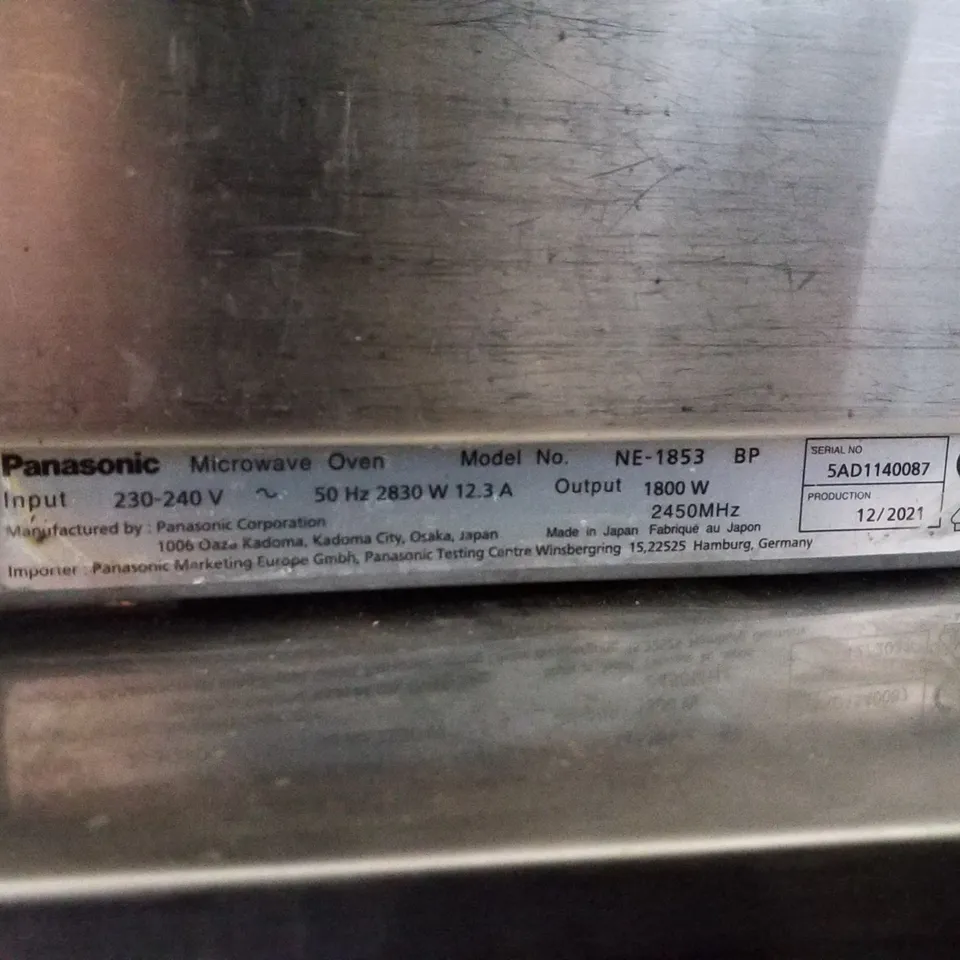 Panasonic Microwave Oven Model No. NE-1853 BP
Input 230-240 V ~ 50 Hz 2830 W 12.3 A Output 1800 W
2450MHz
Manufactured by : Panasonic Corporation
1006 Oaza Kadoma, Kadoma City, Osaka, Japan Made in Japan Fabriqué au Japon
Importer : Panasonic Marketing Europe Gmbh, Panasonic Testing Centre Winsbergring 15,22525 Hamburg, Germany
SERIAL NO
5AD1140087
PRODUCTION
12/2021